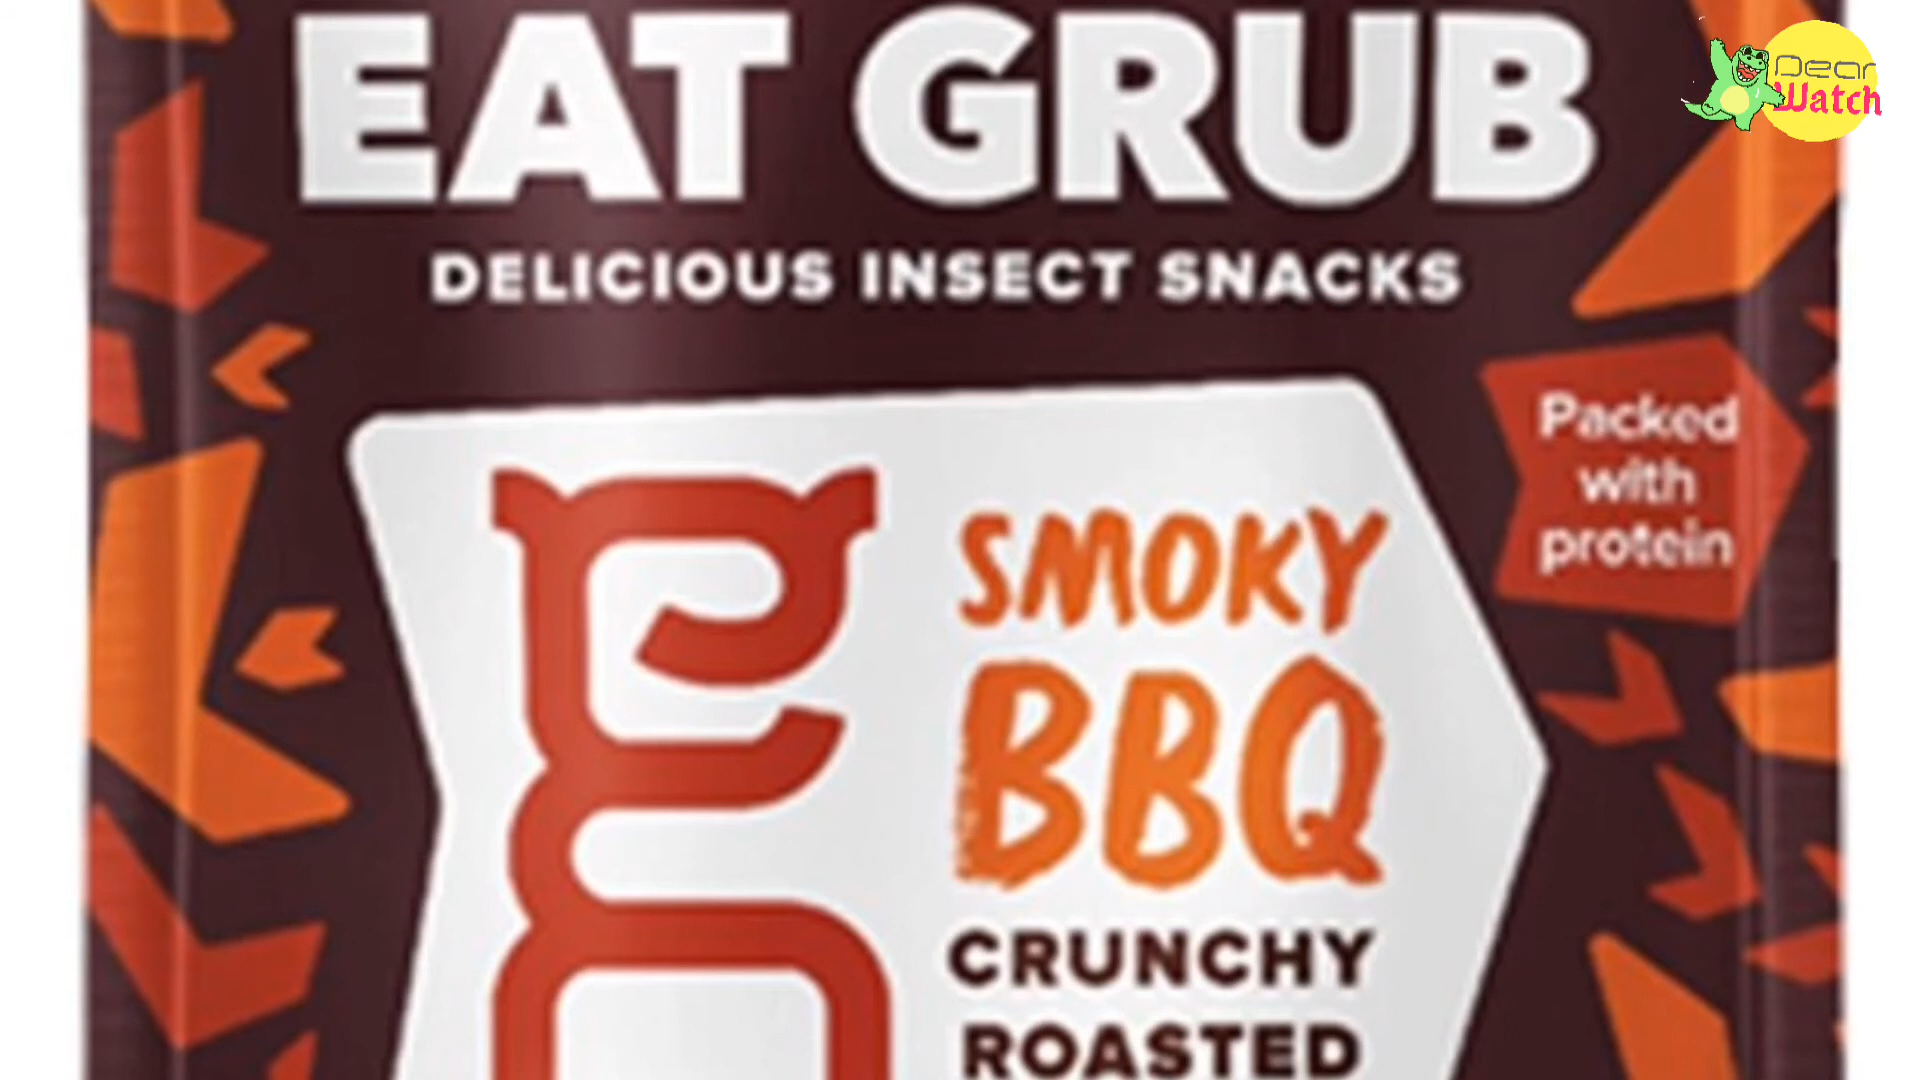 EAT GRUB
DELICIOUS INSECT SNACKS
Packed
with
protein
SMOKY
BBQ
CRUNCHY
ROASTED
Dear
Watch